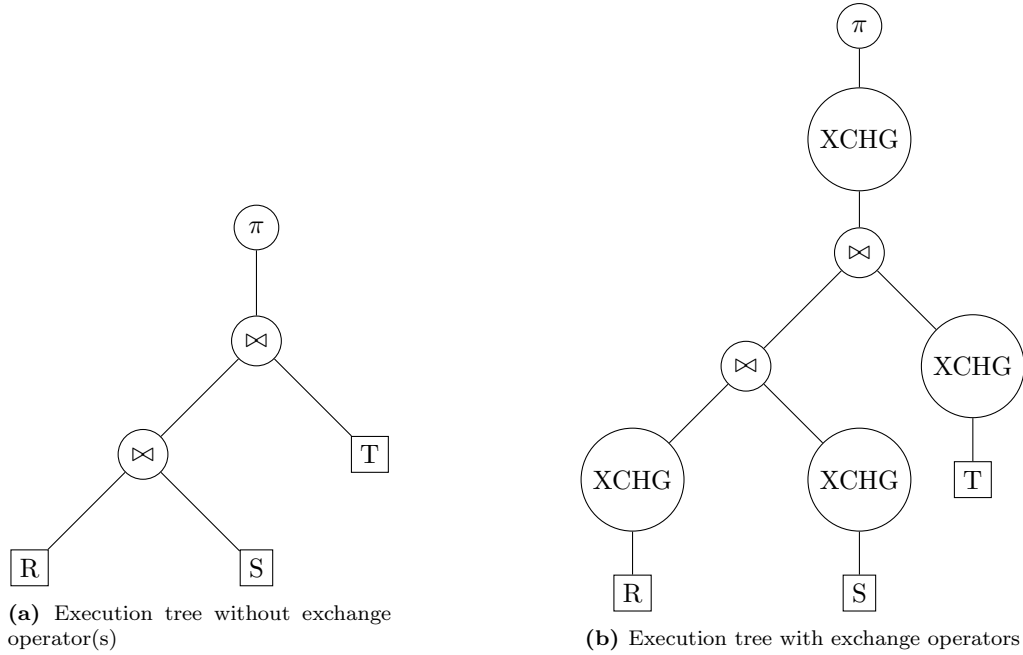 π
⋈
⋈
T
R
S
(a) Execution tree without exchange
operator(s)
π
XCHG
⋈
⋈
XCHG
XCHG
XCHG
T
R
S
(b) Execution tree with exchange operators